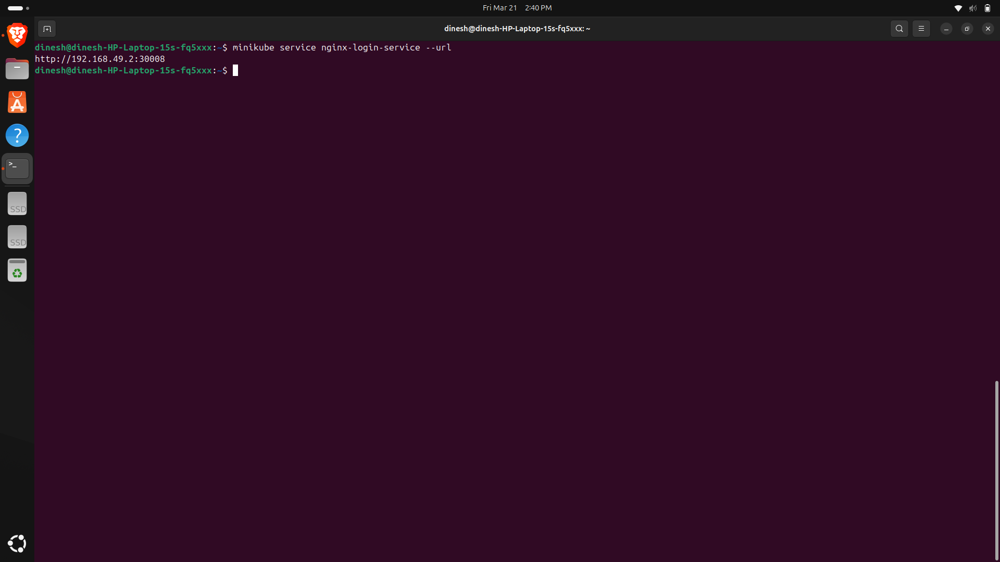 Fri Mar 21 2:40 PM
dinesh@dinesh-HP-Laptop-15s-fq5xxx: ~
dinesh@dinesh-HP-Laptop-15s-fq5xxx:~$ minikube service nginx-login-service --url
http://192.168.49.2:30008
dinesh@dinesh-HP-Laptop-15s-fq5xxx:~$
>_
SSD
SSD